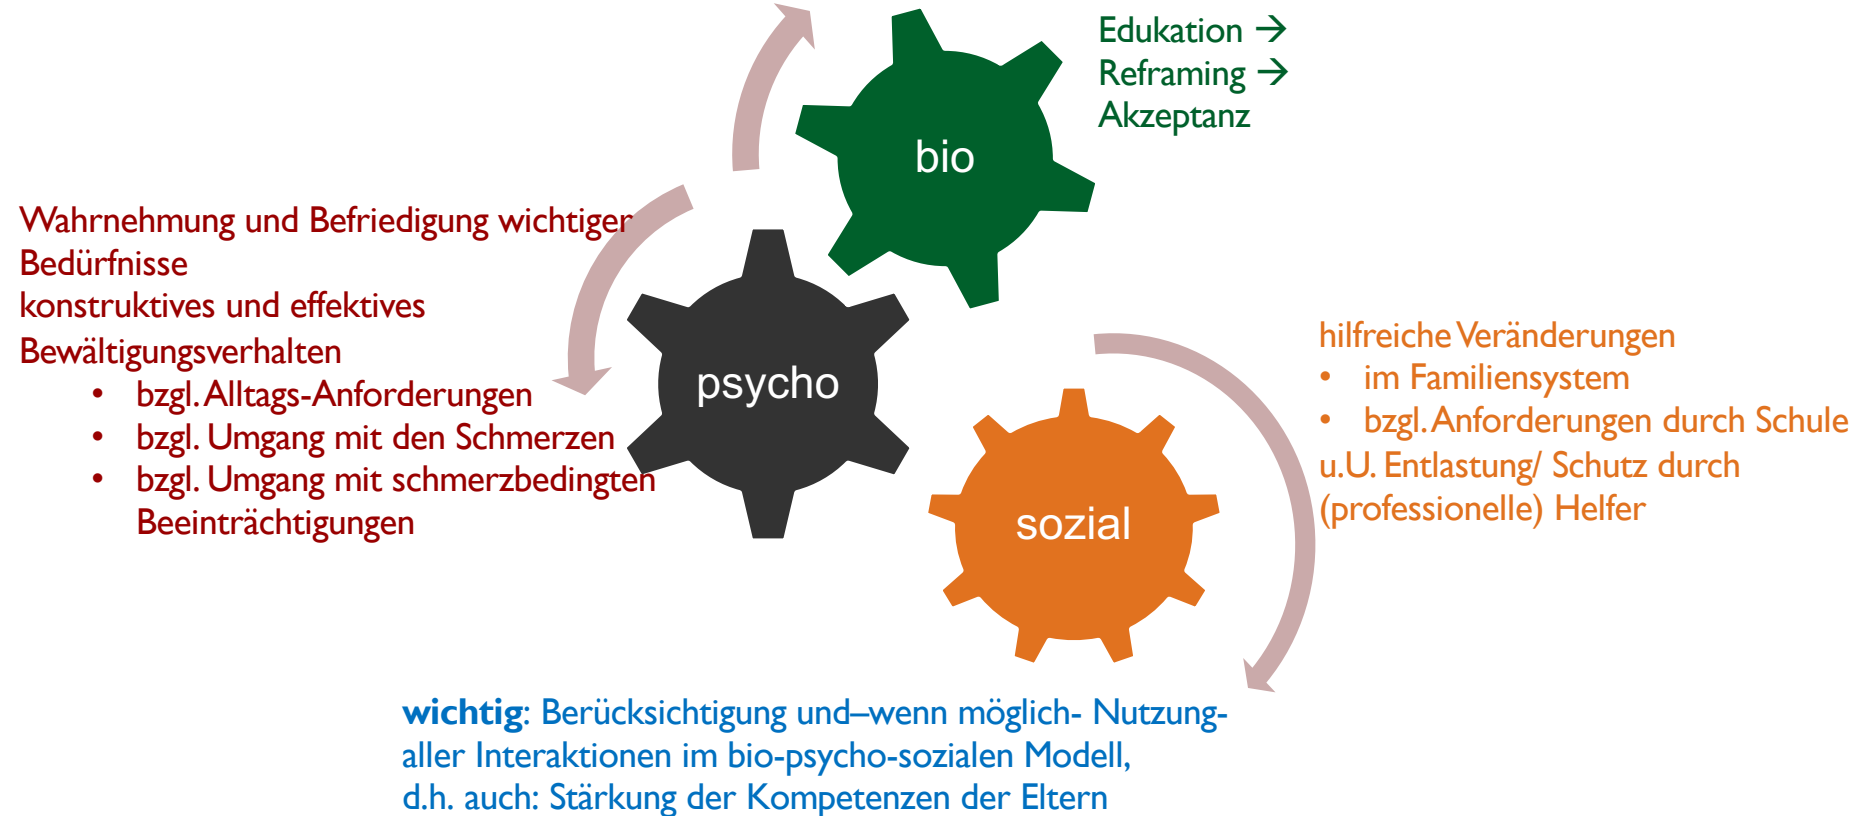 Edukation →
Reframing →
Akzeptanz
bio
Wahrnehmung und Befriedigung wichtiger
Bedürfnisse
konstruktives und effektives
Bewältigungsverhalten
• bzgl. Alltags-Anforderungen
• bzgl. Umgang mit den Schmerzen
• bzgl. Umgang mit schmerzbedingten
Beeinträchtigungen
psycho
hilfreiche Veränderungen
• im Familiensystem
• bzgl. Anforderungen durch Schule
u.U. Entlastung/ Schutz durch
(professionelle) Helfer
sozial
wichtig: Berücksichtigung und–wenn möglich- Nutzung-
aller Interaktionen im bio-psycho-sozialen Modell,
d.h. auch: Stärkung der Kompetenzen der Eltern